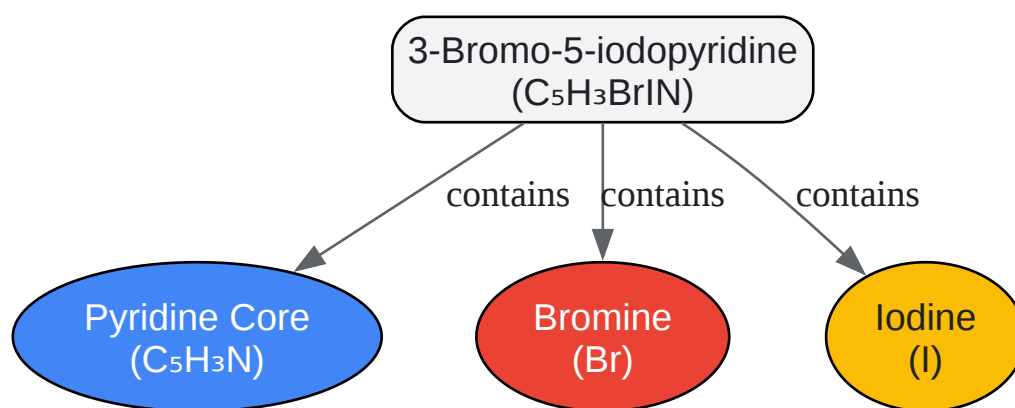 3-Bromo-5-iodopyridine
(C₅H₃BrIN)
contains
contains
contains
Pyridine Core
(C₅H₃N)
Bromine
(Br)
Iodine
(I)